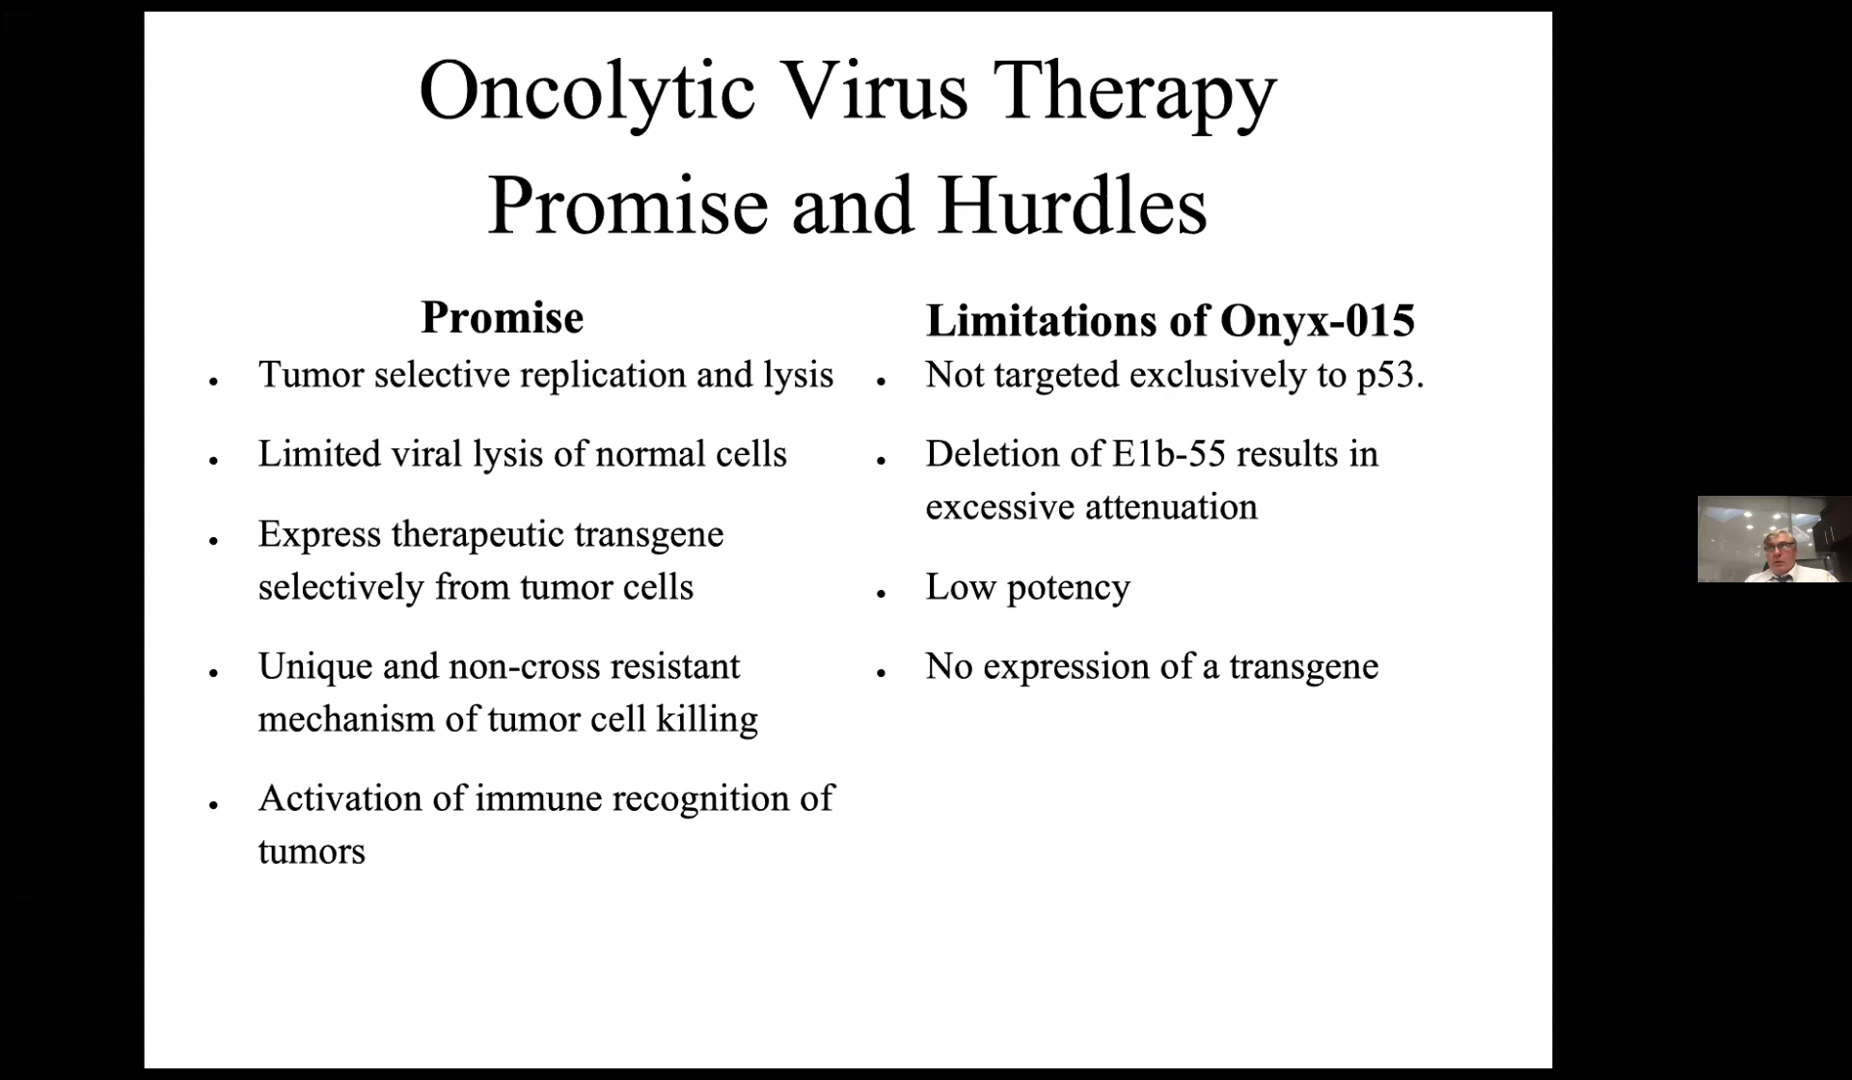 Oncolytic Virus Therapy
Promise and Hurdles
Promise
• Tumor selective replication and lysis
• Limited viral lysis of normal cells
• Express therapeutic transgene
selectively from tumor cells
• Unique and non-cross resistant
mechanism of tumor cell killing
• Activation of immune recognition of
tumors
Limitations of Onyx-015
• Not targeted exclusively to p53.
• Deletion of E1b-55 results in
excessive attenuation
• Low potency
• No expression of a transgene